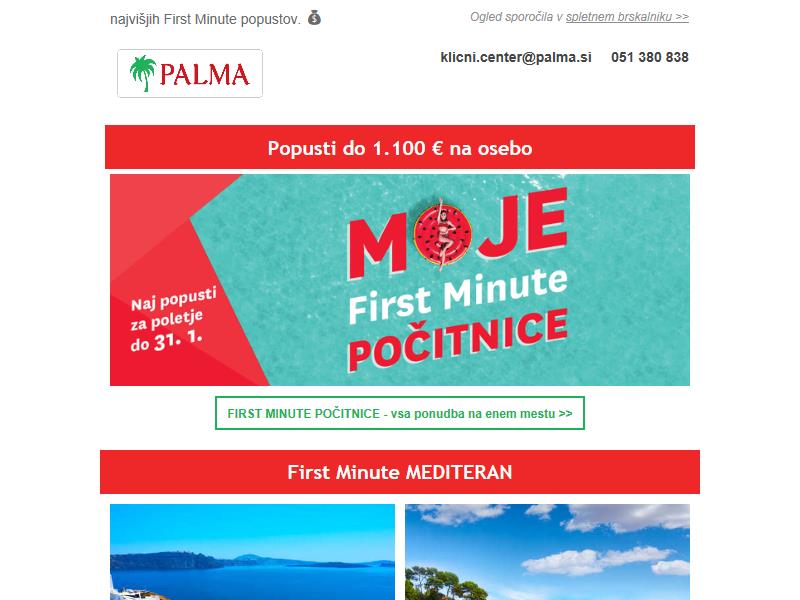 najvišjih First Minute popustov.
Ogled sporočila v spletnem brskalniku >>
PALMA
klicni.center@palma.si 051 380 838
Popusti do 1.100 € na osebo
Naj popusti
za poletje
do 31. 1.
MOJE
First Minute
POČITNICE
FIRST MINUTE POČITNICE - vsa ponudba na enem mestu >>
First Minute MEDITERAN